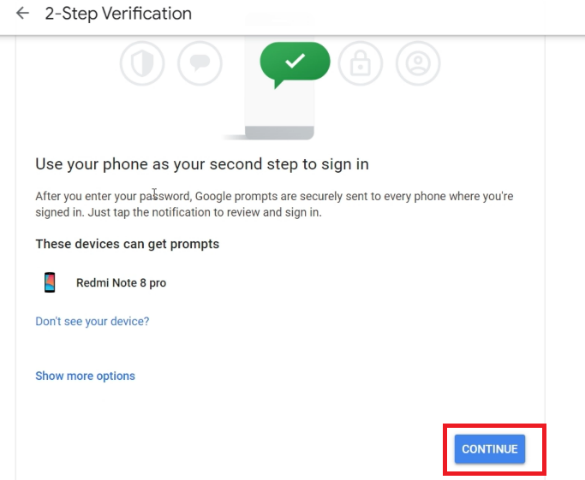 2-Step Verification
Use your phone as your second step to sign in
After you enter your password, Google prompts are securely sent to every phone where you're
signed in. Just tap the notification to review and sign in.
These devices can get prompts
Redmi Note 8 pro
Don't see your device?
Show more options
CONTINUE